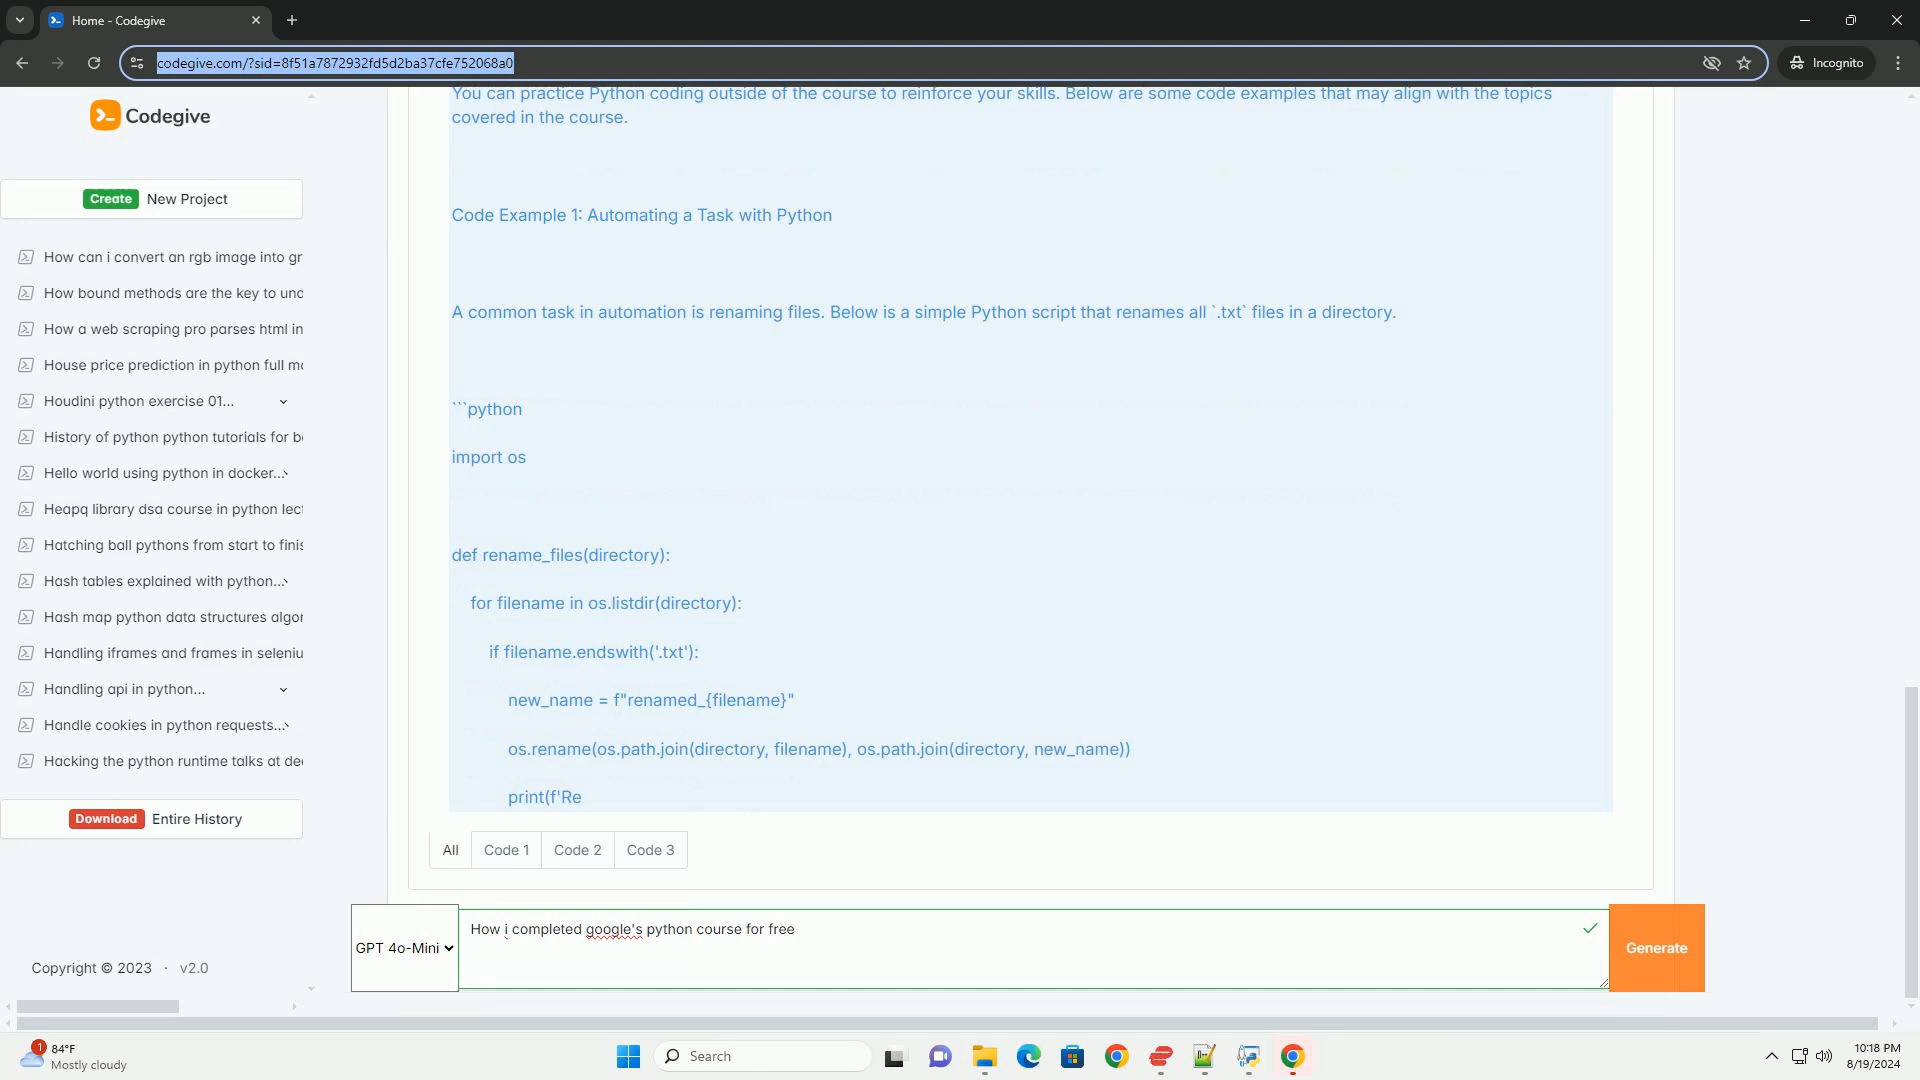 Home - Codegive
codegive.com/?sid=8f51a7872932fd5d2ba37cfe752068a0
Incognito
Codegive
Create New Project
How can i convert an rgb image into gr
How bound methods are the key to und
How a web scraping pro parses html in
House price prediction in python full mo
Houdini python exercise 01...
History of python python tutorials for be
Hello world using python in docker...
Heapq library dsa course in python lect
Hatching ball pythons from start to finis
Hash tables explained with python...
Hash map python data structures algor
Handling iframes and frames in seleniu
Handling api in python...
Handle cookies in python requests...
Hacking the python runtime talks at dec
Download Entire History
Copyright © 2023 · v2.0
You can practice Python coding outside of the course to reinforce your skills. Below are some code examples that may align with the topics
covered in the course.
Code Example 1: Automating a Task with Python
A common task in automation is renaming files. Below is a simple Python script that renames all `.txt` files in a directory.
```python
import os
def rename_files(directory):
for filename in os.listdir(directory):
if filename.endswith('.txt'):
new_name = f"renamed_{filename}"
os.rename(os.path.join(directory, filename), os.path.join(directory, new_name))
print(f'Re
All Code 1 Code 2 Code 3
GPT 4o-Mini
How i completed google's python course for free
Generate
1
84°F
Mostly cloudy
Search
10:18 PM
8/19/2024